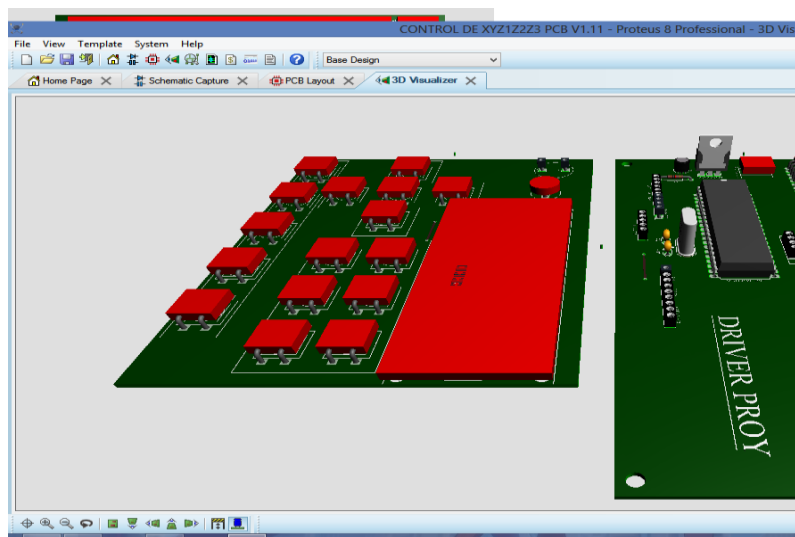 CONTROL DE XYZ1Z2Z3 PCB V1.11 - Proteus 8 Professional - 3D Vis
File View Template System Help
Base Design
Home Page Schematic Capture PCB Layout 3D Visualizer
DRIVER PROY